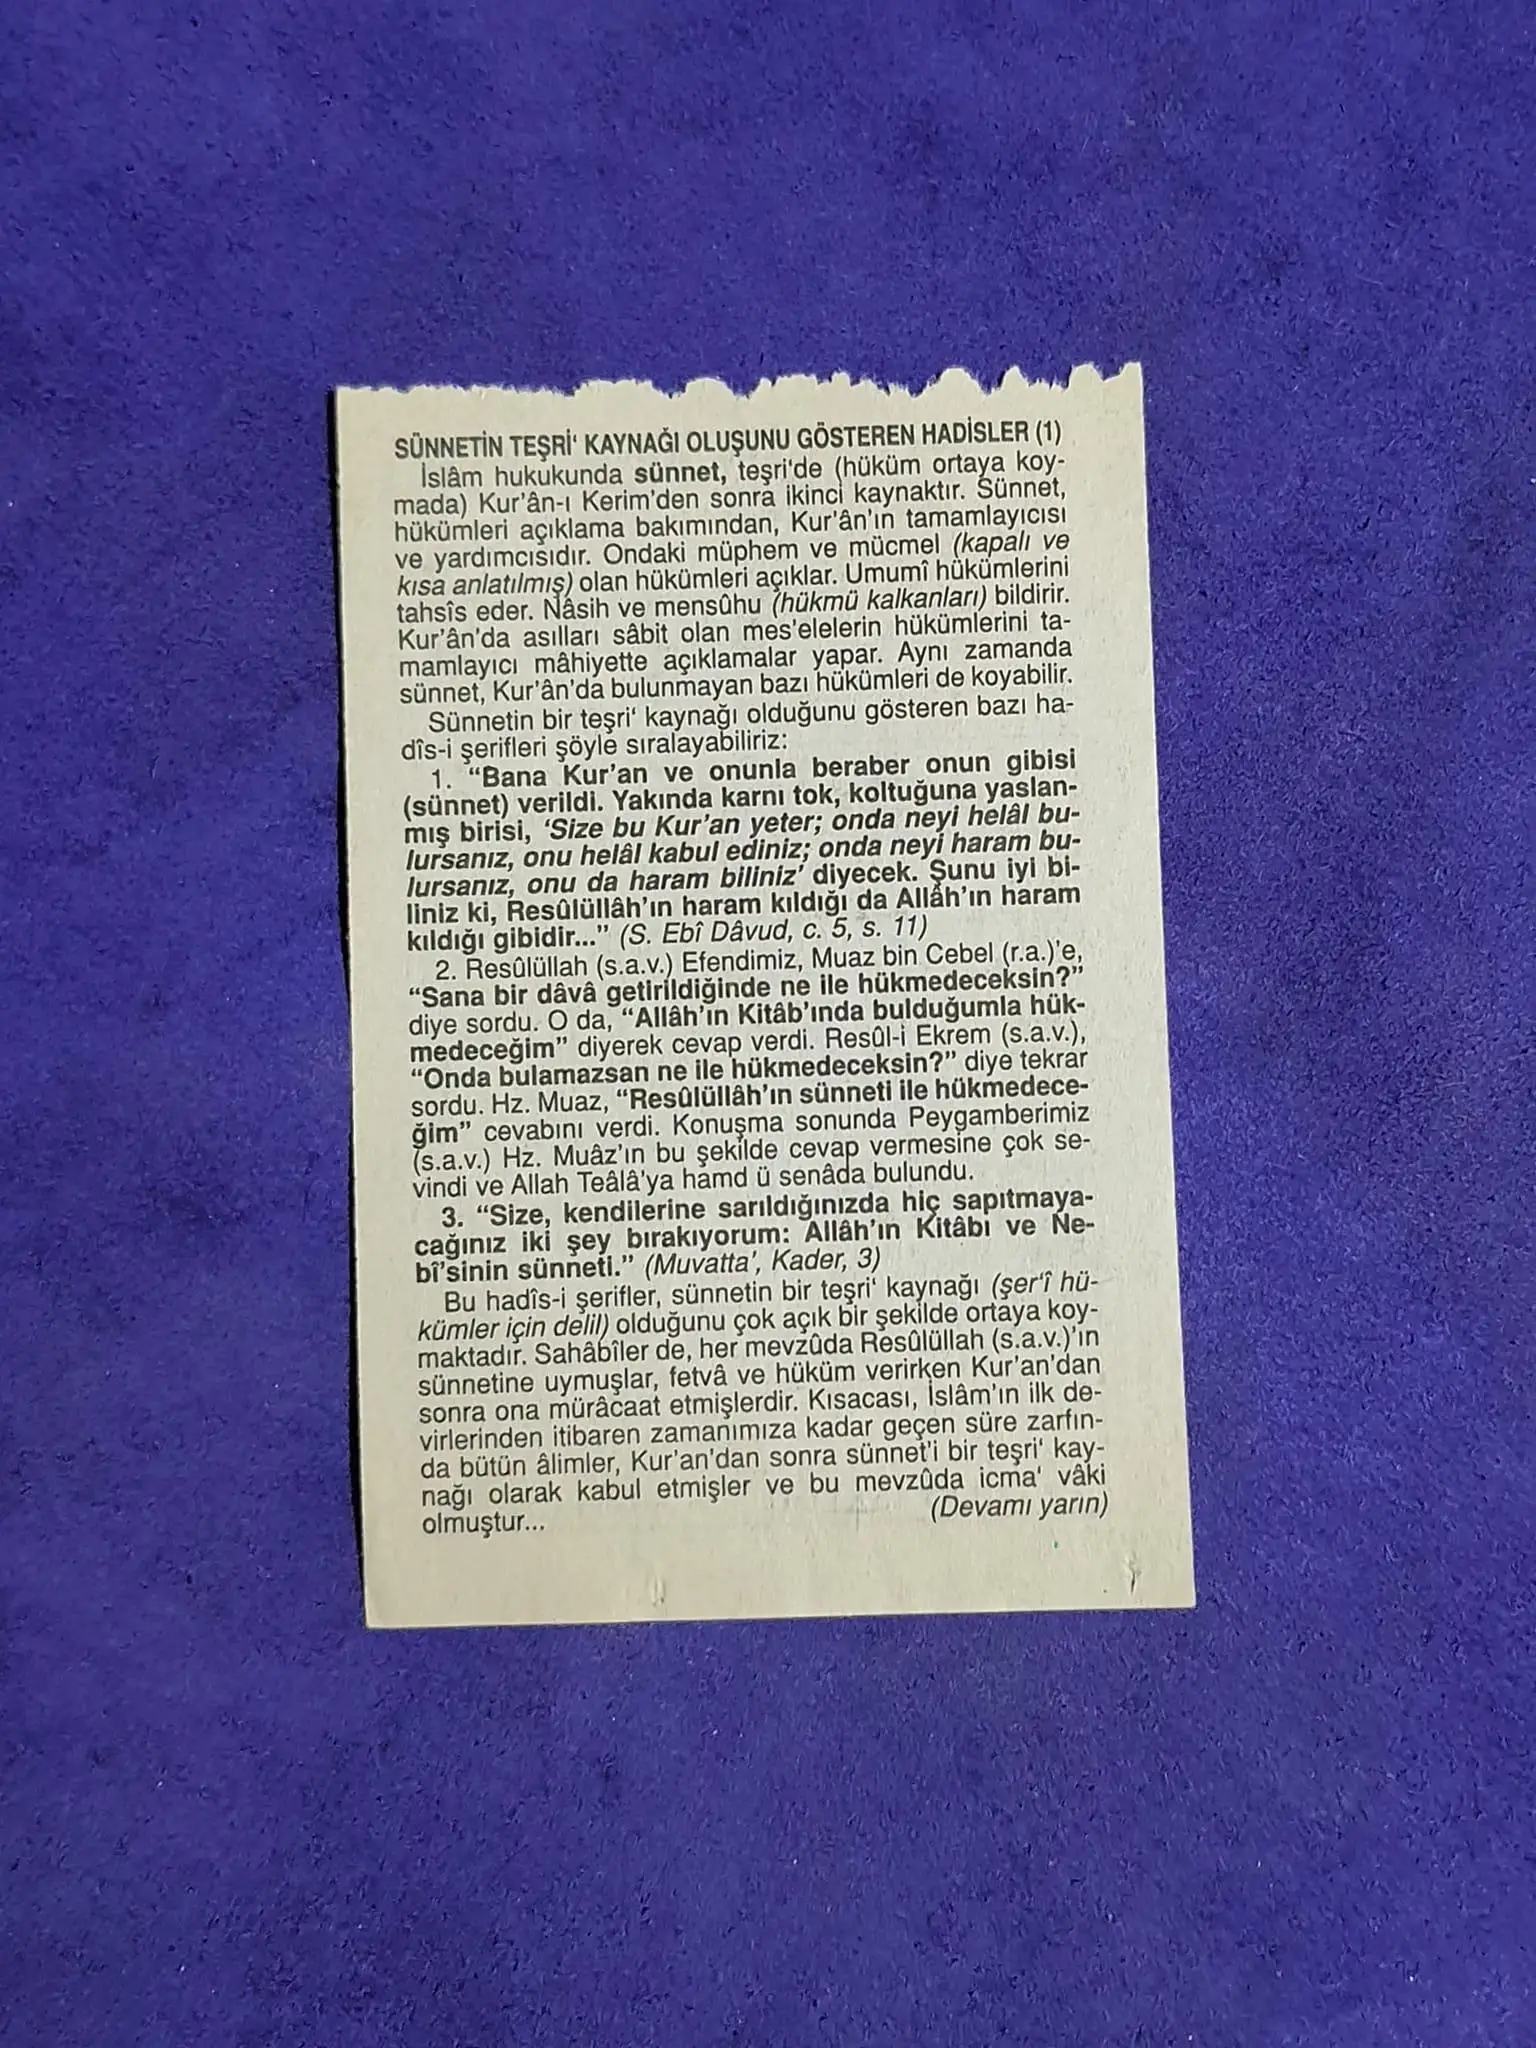 SÜNNETİN TEŞRİ‘ KAYNAĞI OLUŞUNU GÖSTEREN HADİSLER (1)
İslâm hukukunda sünnet, teşri‘de (hüküm ortaya koy-
mada) Kur’ân-ı Kerim’den sonra ikinci kaynaktır. Sünnet,
hükümleri açıklama bakımından, Kur’ân’ın tamamlayıcısı
ve yardımcısıdır. Ondaki müphem ve mücmel (kapalı ve
kısa anlatılmış) olan hükümleri açıklar. Umumî hükümlerini
tahsîs eder. Nâsih ve mensûhu (hükmü kalkanları) bildirir.
Kur’ân’da asılları sâbit olan mes’elelerin hükümlerini ta-
mamlayıcı mâhiyette açıklamalar yapar. Aynı zamanda
sünnet, Kur’ân’da bulunmayan bazı hükümleri de koyabilir.
Sünnetin bir teşri‘ kaynağı olduğunu gösteren bazı ha-
dîs-i şerifleri şöyle sıralayabiliriz:
1. “Bana Kur’an ve onunla beraber onun gibisi
(sünnet) verildi. Yakında karnı tok, koltuğuna yaslan-
mış birisi, ‘Size bu Kur’an yeter; onda neyi helâl bu-
lursanız, onu helâl kabul ediniz; onda neyi haram bu-
lursanız, onu da haram biliniz’ diyecek. Şunu iyi bi-
liniz ki, Resûlüllâh’ın haram kıldığı da Allâh’ın haram
kıldığı gibidir...” (S. Ebî Dâvud, c. 5, s. 11)
2. Resûlüllah (s.a.v.) Efendimiz, Muaz bin Cebel (r.a.)’e,
“Sana bir dâvâ getirildiğinde ne ile hükmedeceksin?”
diye sordu. O da, “Allâh’ın Kitâb’ında bulduğumla hük-
medeceğim” diyerek cevap verdi. Resûl-i Ekrem (s.a.v.),
“Onda bulamazsan ne ile hükmedeceksin?” diye tekrar
sordu. Hz. Muaz, “Resûlüllâh’ın sünneti ile hükmedece-
ğim” cevabını verdi. Konuşma sonunda Peygamberimiz
(s.a.v.) Hz. Muâz’ın bu şekilde cevap vermesine çok se-
vindi ve Allah Teâlâ’ya hamd ü senâda bulundu.
3. “Size, kendilerine sarıldığınızda hiç sapıtmaya-
cağınız iki şey bırakıyorum: Allâh’ın Kitâbı ve Ne-
bî’sinin sünneti.” (Muvatta’, Kader, 3)
Bu hadîs-i şerifler, sünnetin bir teşri‘ kaynağı (şer‘î hü-
kümler için delil) olduğunu çok açık bir şekilde ortaya koy-
maktadır. Sahâbîler de, her mevzûda Resûlüllah (s.a.v.)’ın
sünnetine uymuşlar, fetvâ ve hüküm verirken Kur’an’dan
sonra ona mürâcaat etmişlerdir. Kısacası, İslâm’ın ilk de-
virlerinden itibaren zamanımıza kadar geçen süre zarfın-
da bütün âlimler, Kur’an’dan sonra sünnet’i bir teşri‘ kay-
nağı olarak kabul etmişler ve bu mevzûda icma‘ vâki
olmuştur... (Devamı yarın)